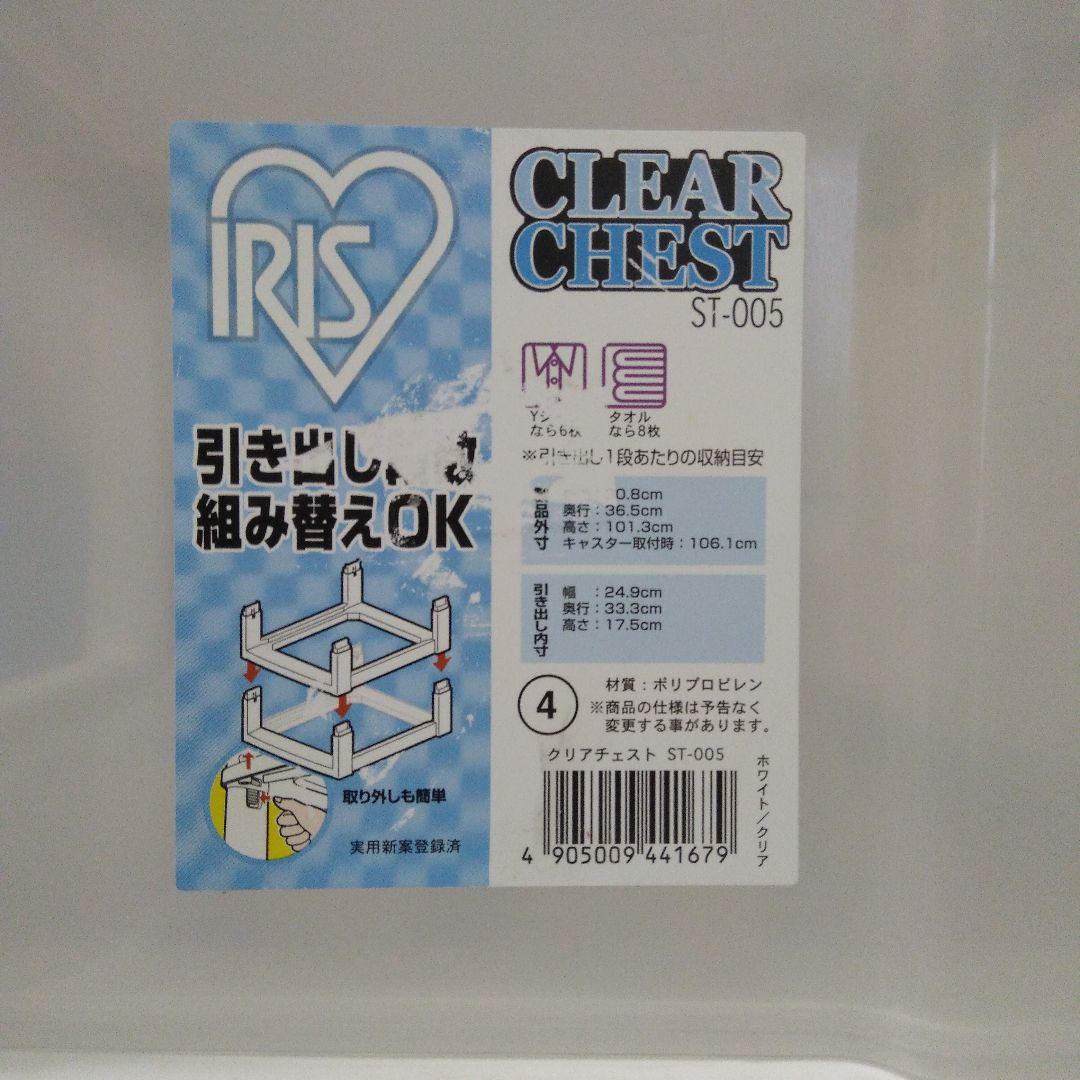 IRIS
引き出し
組み替えOK
取り外しも簡単
実用新案登録済
CLEAR
CHEST
ST-005
なら6枚
タオル
なら8枚
※引き出し1段あたりの収納目安
品外寸
0.8cm
奥行:36.5cm
高さ:101.3cm
キャスター取付時:106.1cm
引き出し内寸
幅 :24.9cm
奥行:33.3cm
高さ:17.5cm
4
材質:ポリプロピレン
※商品の仕様は予告なく
変更する事があります。
クリアチェスト ST-005
ホワイト/クリア
4 905009 441679